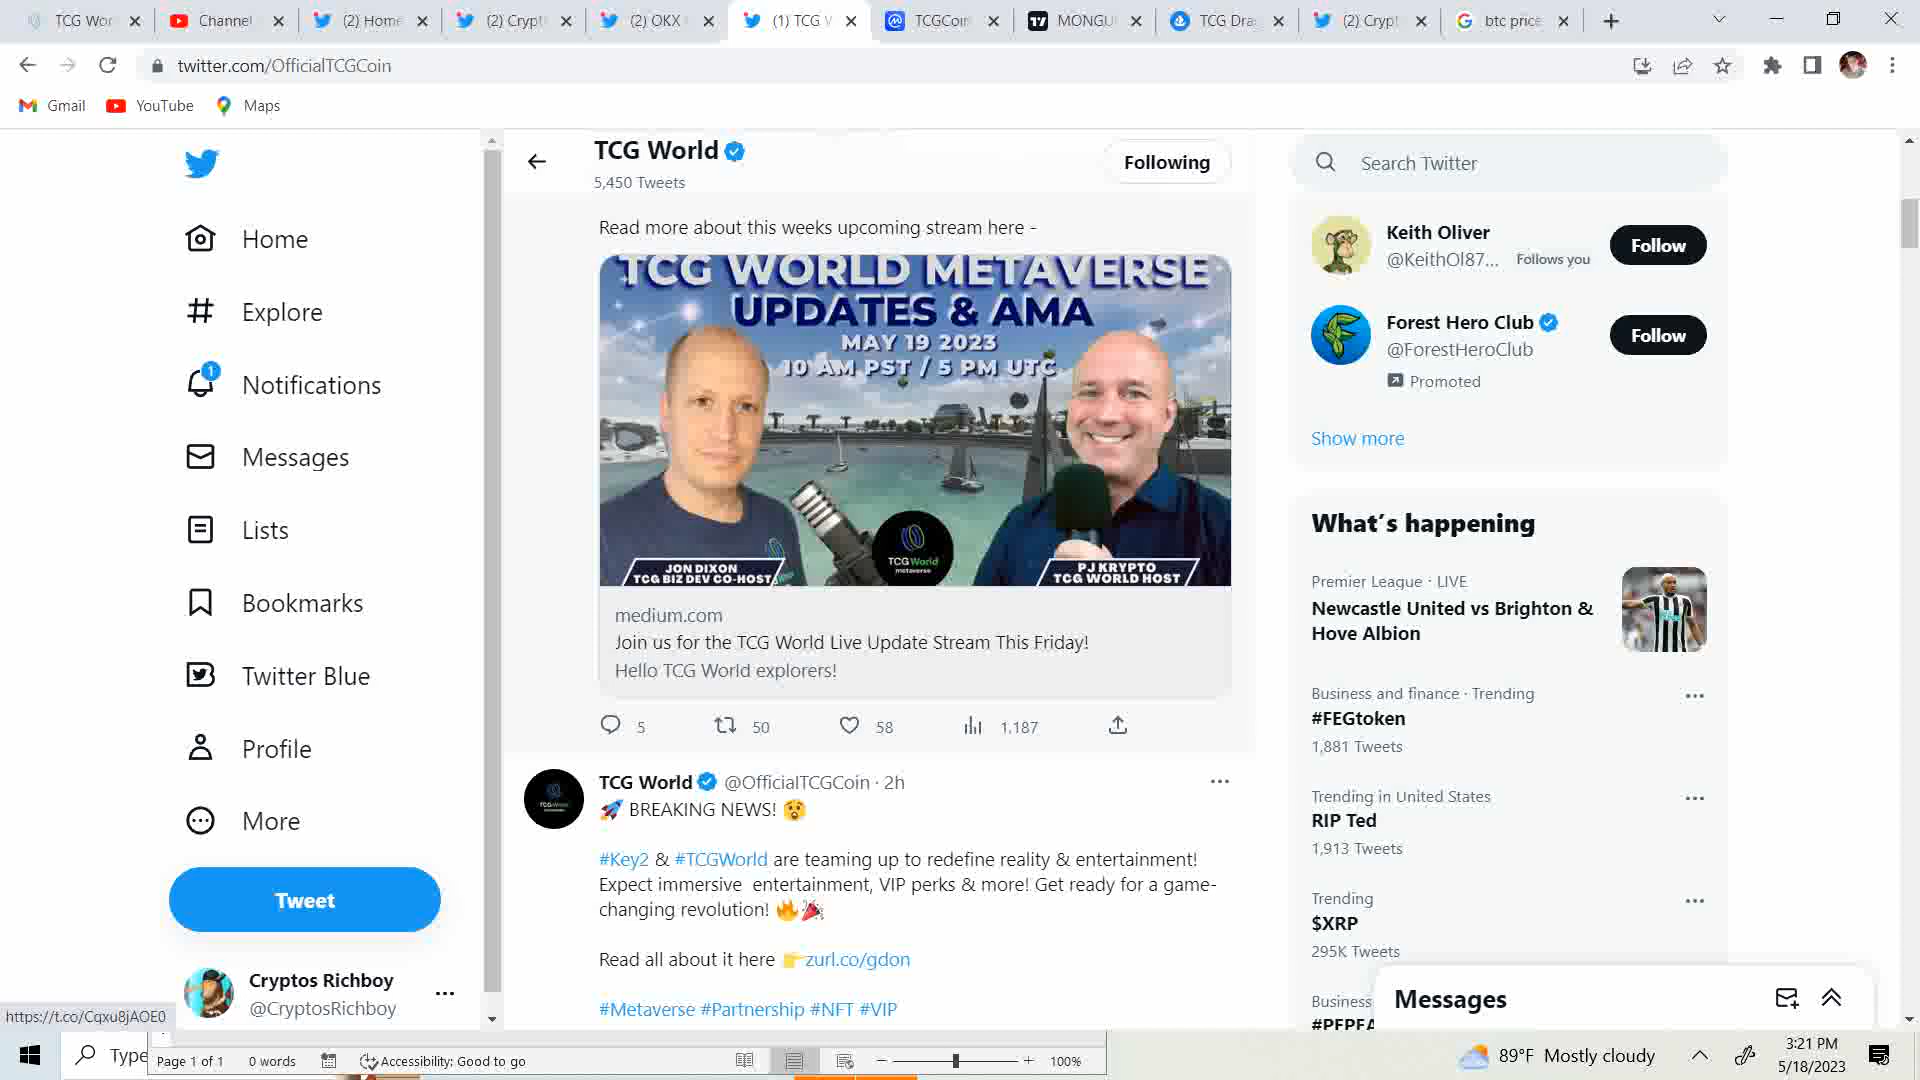 TCG Wor
Channel
(2) Home
(2) Crypt
(2) OKX
(1) TCG W
TCGCoin
MONGU
TCG Dra
(2) Crypt
btc price
twitter.com/OfficialTCGCoin
Gmail
YouTube
Maps
Home
Explore
1
Notifications
Messages
Lists
Bookmarks
Twitter Blue
Profile
More
Tweet
Cryptos Richboy
@CryptosRichboy
https://t.co/Cqxu8jAOE0
TCG World
5,450 Tweets
Following
Read more about this weeks upcoming stream here -
TCG WORLD METAVERSE
UPDATES & AMA
MAY 19 2023
10 AM PST / 5 PM UTC
JON DIXON
TCG BIZ DEV CO-HOST
TCGWorld
metaverse
PJ KRYPTO
TCG WORLD HOST
medium.com
Join us for the TCG World Live Update Stream This Friday!
Hello TCG World explorers!
5 50 58 1,187
TCG World @OfficialTCGCoin · 2h
🚀 BREAKING NEWS! 😲
#Key2 & #TCGWorld are teaming up to redefine reality & entertainment!
Expect immersive entertainment, VIP perks & more! Get ready for a game-
changing revolution! 🔥🎉
Read all about it here 👉zurl.co/gdon
#Metaverse #Partnership #NFT #VIP
Search Twitter
Keith Oliver
@KeithOl87... Follows you
Follow
Forest Hero Club
@ForestHeroClub
Promoted
Follow
Show more
What's happening
Premier League · LIVE
Newcastle United vs Brighton &
Hove Albion
Business and finance · Trending
#FEGtoken
1,881 Tweets
Trending in United States
RIP Ted
1,913 Tweets
Trending
$XRP
295K Tweets
Business
#PEPEA
Messages
Type
Page 1 of 1 0 words Accessibility: Good to go 100%
89°F Mostly cloudy
3:21 PM
5/18/2023